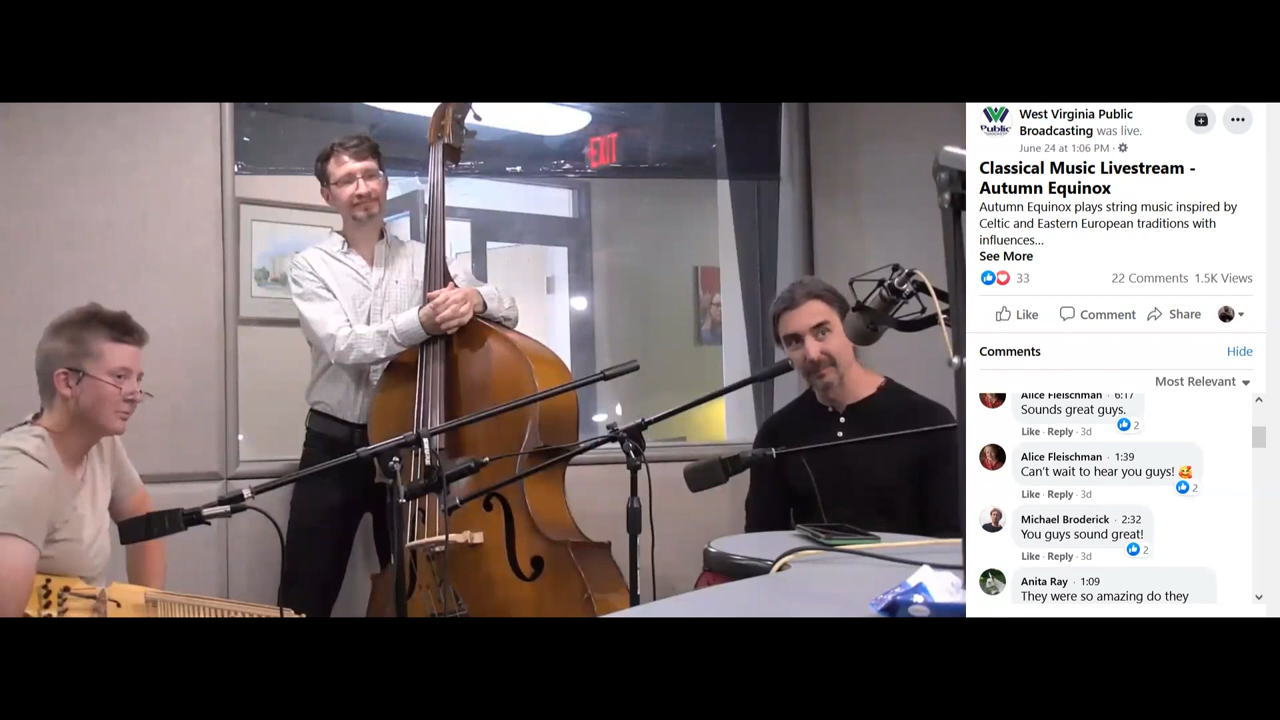 EXIT
Public
West Virginia Public
Broadcasting was live.
June 24 at 1:06 PM ·
Classical Music Livestream -
Autumn Equinox
Autumn Equinox plays string music inspired by
Celtic and Eastern European traditions with
influences...
See More
33
22 Comments 1.5K Views
Like Comment Share
Comments Hide
Most Relevant
Alice Fleischman · 6:17
Sounds great guys.
2
Like · Reply · 3d
Alice Fleischman · 1:39
Can't wait to hear you guys! 🥰
2
Like · Reply · 3d
Michael Broderick · 2:32
You guys sound great!
2
Like · Reply · 3d
Anita Ray · 1:09
They were so amazing do they